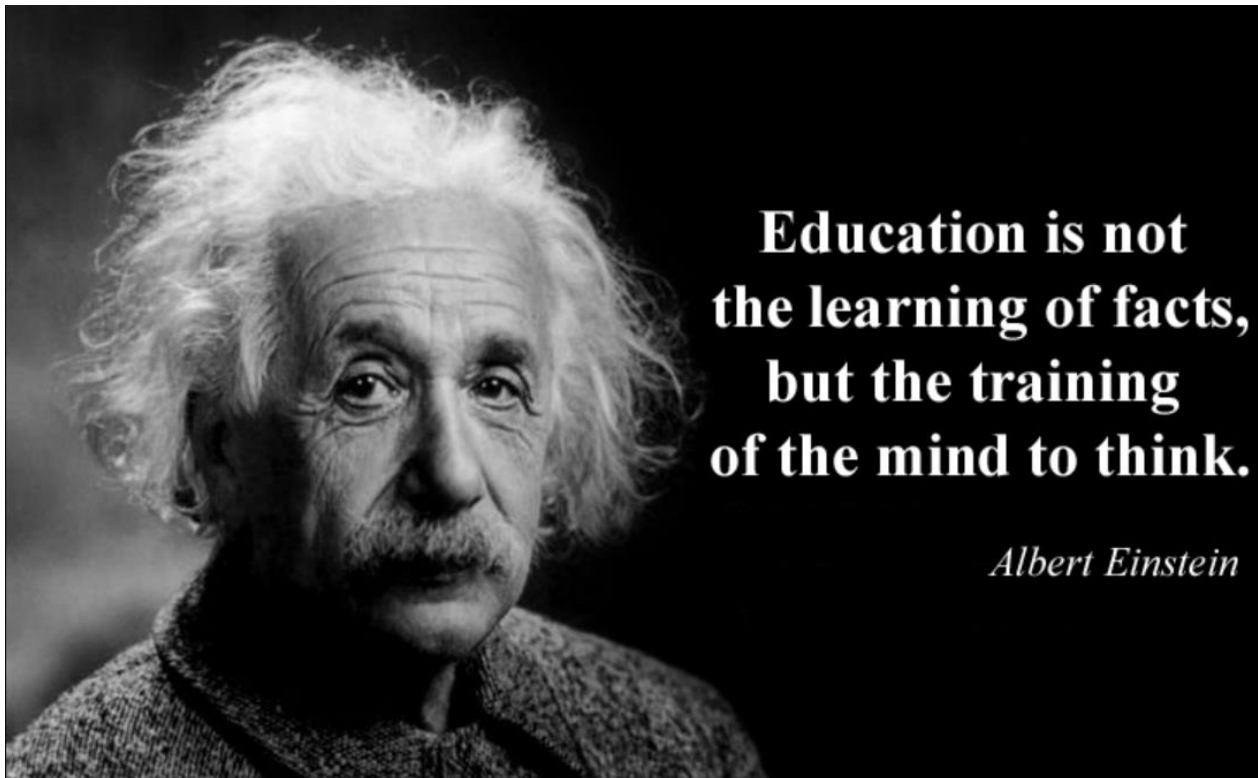 Education is not
the learning of facts,
but the training
of the mind to think.
Albert Einstein